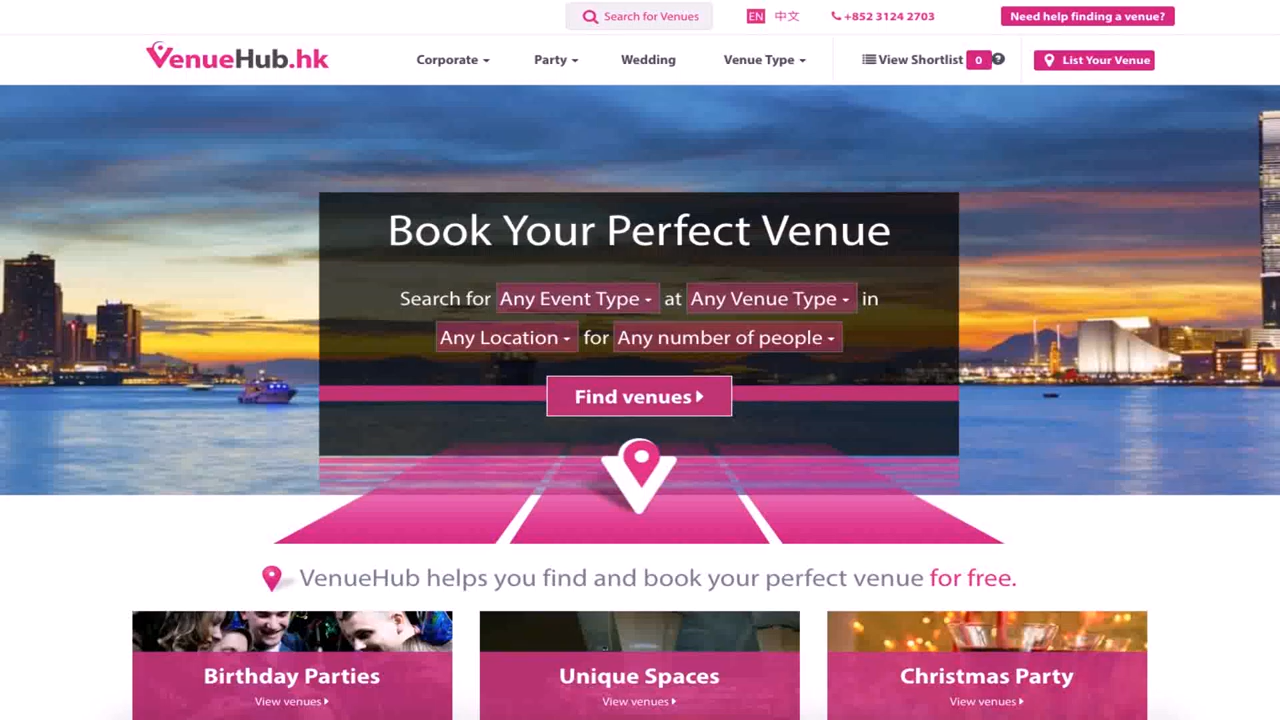 Search for Venues
EN 中文
+852 3124 2703
Need help finding a venue?
VenueHub.hk
Corporate
Party
Wedding
Venue Type
View Shortlist 0 ?
List Your Venue
Book Your Perfect Venue
Search for Any Event Type at Any Venue Type in
Any Location for Any number of people
Find venues
VenueHub helps you find and book your perfect venue for free.
Birthday Parties
View venues
Unique Spaces
View venues
Christmas Party
View venues